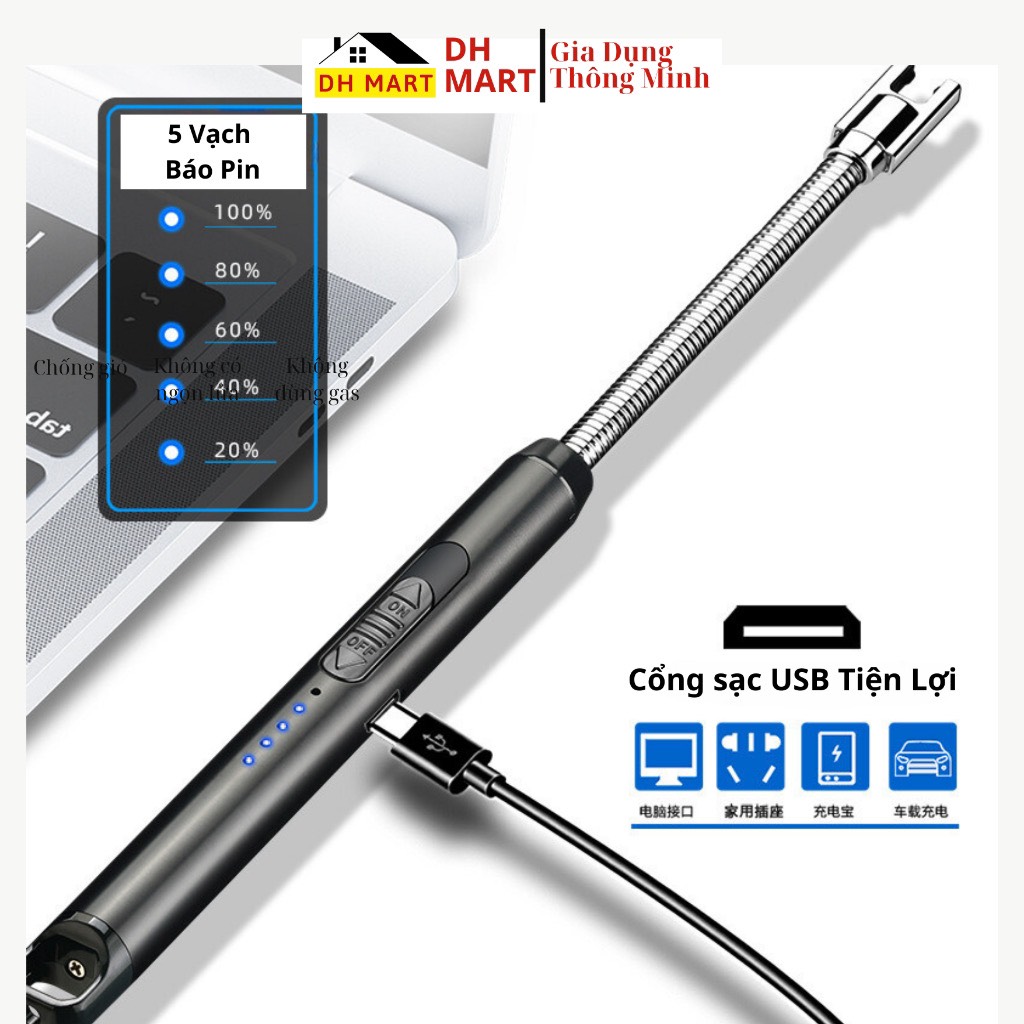 DH MART
DH
MART
Gia Dụng
Thông Minh
5 Vạch
Báo Pin
100%
80%
60%
40%
20%
Chống gió
Không có
Không
dùng gas
tab
ON
OFF
Cổng sạc USB Tiện Lợi
电脑接口
家用插座
充电宝
车载充电